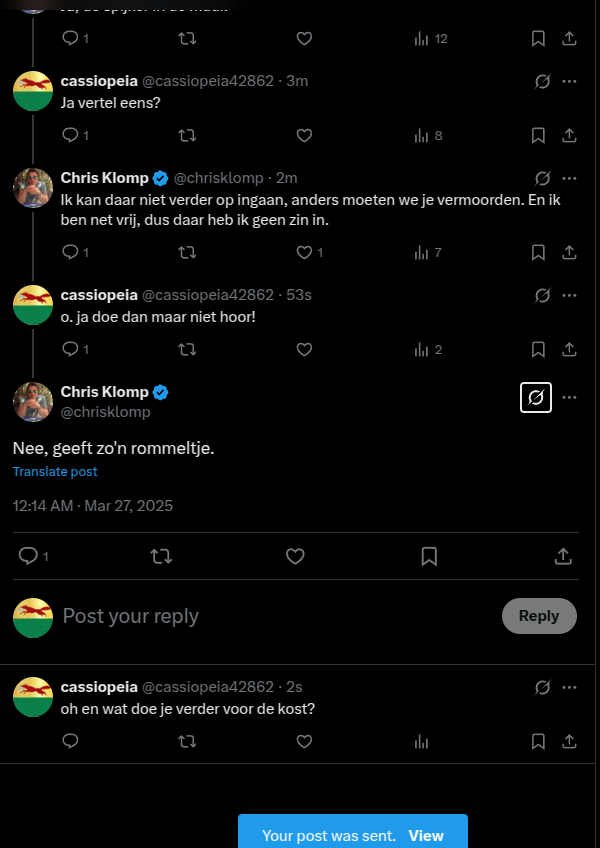 1 12
cassiopeia @cassiopeia42862 · 3m
Ja vertel eens?
1 8
Chris Klomp @chrisklomp · 2m
Ik kan daar niet verder op ingaan, anders moeten we je vermoorden. En ik
ben net vrij, dus daar heb ik geen zin in.
1 1 7
cassiopeia @cassiopeia42862 · 53s
o. ja doe dan maar niet hoor!
1 2
Chris Klomp
@chrisklomp
Nee, geeft zo'n rommeltje.
Translate post
12:14 AM · Mar 27, 2025
1
Post your reply Reply
cassiopeia @cassiopeia42862 · 2s
oh en wat doe je verder voor de kost?
Your post was sent. View